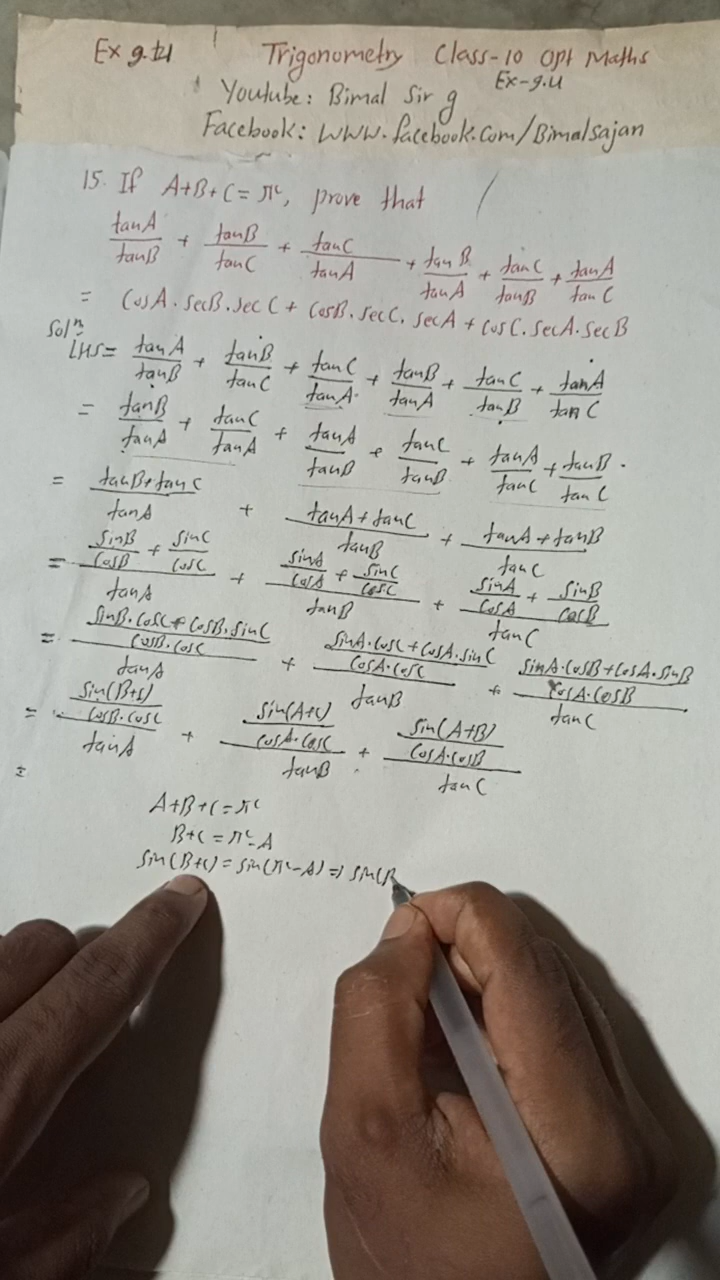 Ex 9.4 Trigonometry Class-10 Opt Maths
Ex-9.4
Youtube: Bimal Sir g
Facebook: WWW.facebook.Com/Bimalsajan
15. If A+B+C = πᶜ, prove that
tanA/tanB + tanB/tanC + tanC/tanA + tanB/tanA + tanC/tanB + tanA/tanC
= CosA.secB.secC + CosB.secC.secA + cosC.secA.secB
Solⁿ:
LHS = tanA/tanB + tanB/tanC + tanC/tanA + tanB/tanA + tanC/tanB + tanA/tanC
= tanB/tanA + tanC/tanA + tanA/tanB + tanC/tanB + tanA/tanC + tanB/tanC.
= (tanB+tanC)/tanA + (tanA+tanC)/tanB + (tanA+tanB)/tanC
= (sinB/cosB + sinC/cosC)/tanA + (sinA/cosA + sinC/cosC)/tanB + (sinA/cosA + sinB/cosB)/tanC
= ((sinB.cosC+cosB.sinC)/(cosB.cosC))/tanA + ((sinA.cosC+cosA.sinC)/(cosA.cosC))/tanB + ((sinA.cosB+cosA.sinB)/(cosA.cosB))/tanC
= (sin(B+C)/(cosB.cosC))/tanA + (sin(A+C)/(cosA.cosC))/tanB + (sin(A+B)/(cosA.cosB))/tanC
=
A+B+C = πᶜ
B+C = πᶜ-A
sin(B+C) = sin(πᶜ-A) => sin(B